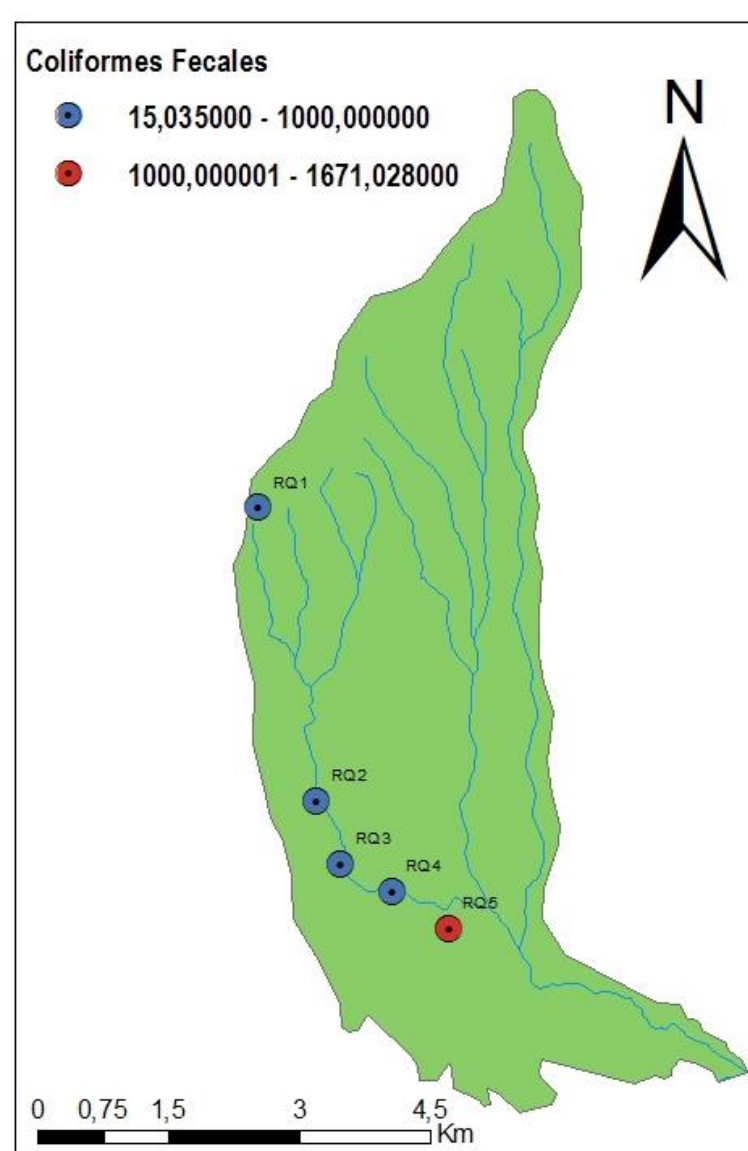 Coliformes Fecales
15,035000 - 1000,000000
1000,000001 - 1671,028000
N
RQ1
RQ2
RQ3
RQ4
RQ5
0 0,75 1,5 3 4,5
Km